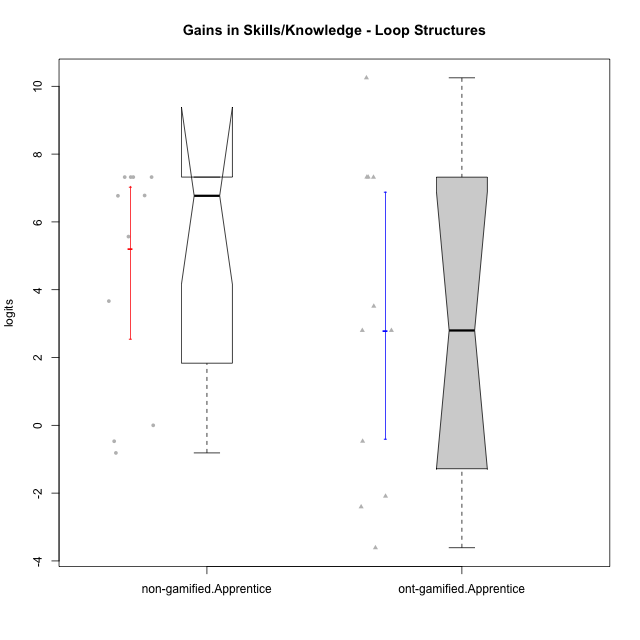 Gains in Skills/Knowledge - Loop Structures
logits
10
8
6
4
2
0
-2
-4
non-gamified.Apprentice
ont-gamified.Apprentice